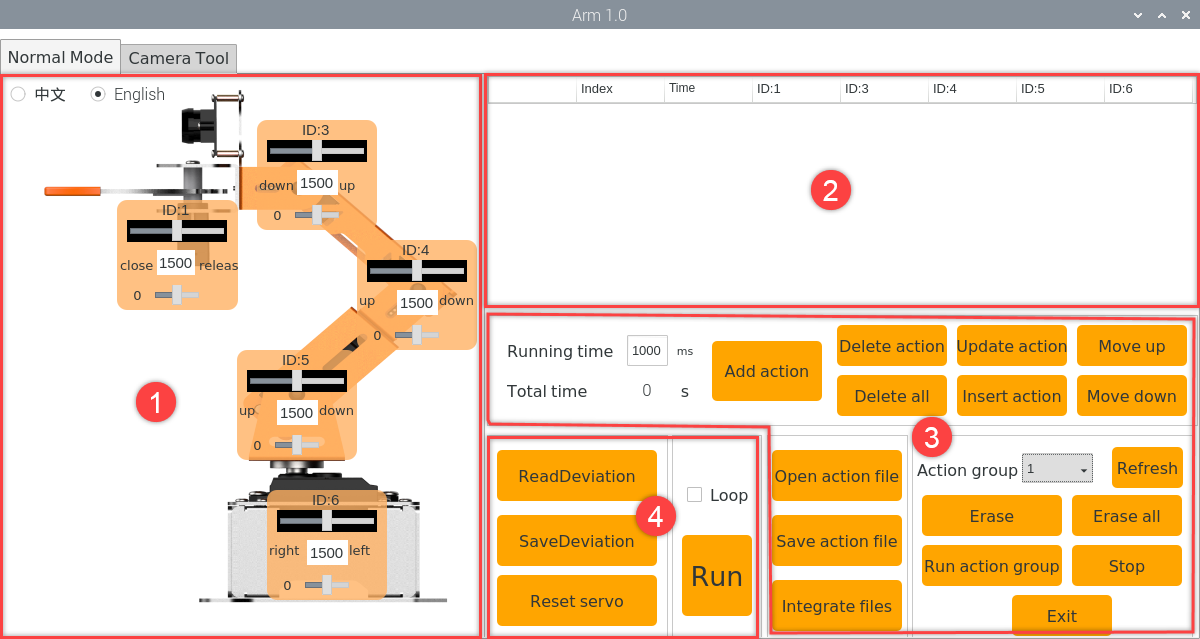 Arm 1.0
Normal Mode
Camera Tool
中文
English
ID:3
down 1500 up
0
ID:1
close 1500 releas
0
ID:4
up 1500 down
0
ID:5
up 1500 down
0
ID:6
right 1500 left
0
1
Index Time ID:1 ID:3 ID:4 ID:5 ID:6
2
Running time 1000 ms
Total time 0 s
Add action
Delete action
Update action
Move up
Delete all
Insert action
Move down
3
ReadDeviation
SaveDeviation
Reset servo
4
Loop
Run
Open action file
Save action file
Integrate files
Action group 1
Refresh
Erase
Erase all
Run action group
Stop
Exit